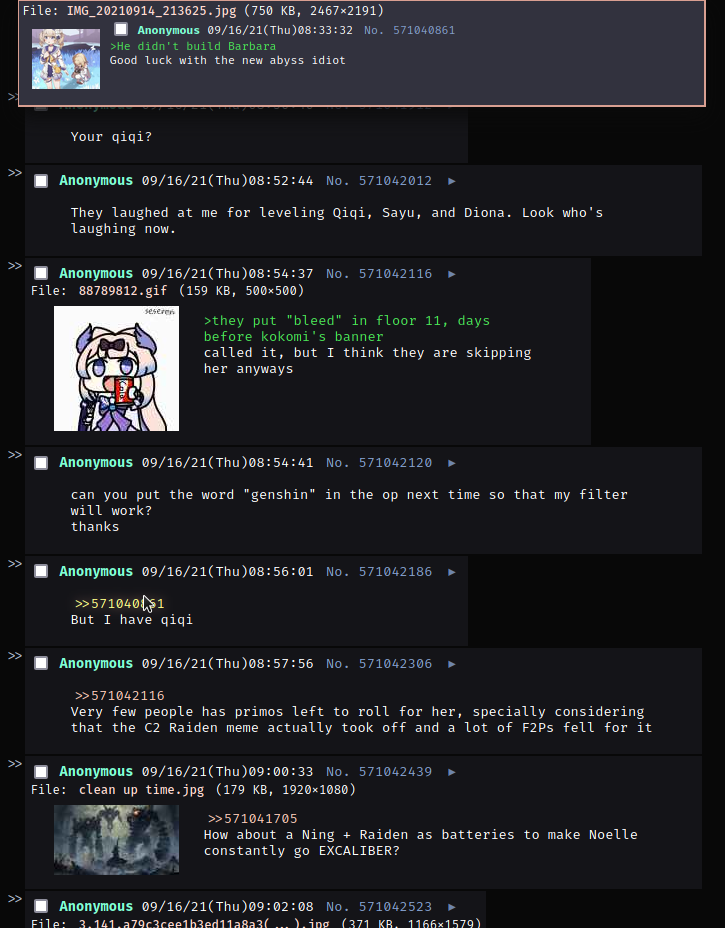 File: IMG_20210914_213625.jpg (750 KB, 2467×2191)
Anonymous 09/16/21(Thu)08:33:32 No. 571040861
>He didn't build Barbara
Good luck with the new abyss idiot
>>
Your qiqi?
>> Anonymous 09/16/21(Thu)08:52:44 No. 571042012 ▶
They laughed at me for leveling Qiqi, Sayu, and Diona. Look who's
laughing now.
>> Anonymous 09/16/21(Thu)08:54:37 No. 571042116 ▶
File: 88789812.gif (159 KB, 500×500)
seseren
>they put "bleed" in floor 11, days
before kokomi's banner
called it, but I think they are skipping
her anyways
>> Anonymous 09/16/21(Thu)08:54:41 No. 571042120 ▶
can you put the word "genshin" in the op next time so that my filter
will work?
thanks
>> Anonymous 09/16/21(Thu)08:56:01 No. 571042186 ▶
>>571040861
But I have qiqi
>> Anonymous 09/16/21(Thu)08:57:56 No. 571042306 ▶
>>571042116
Very few people has primos left to roll for her, specially considering
that the C2 Raiden meme actually took off and a lot of F2Ps fell for it
>> Anonymous 09/16/21(Thu)09:00:33 No. 571042439 ▶
File: clean up time.jpg (179 KB, 1920×1080)
>>571041705
How about a Ning + Raiden as batteries to make Noelle
constantly go EXCALIBER?
>> Anonymous 09/16/21(Thu)09:02:08 No. 571042523 ▶
File: 3.141.a79c3cee1b3ed11a8a3(...).jpg (371 KB, 1166×1579)